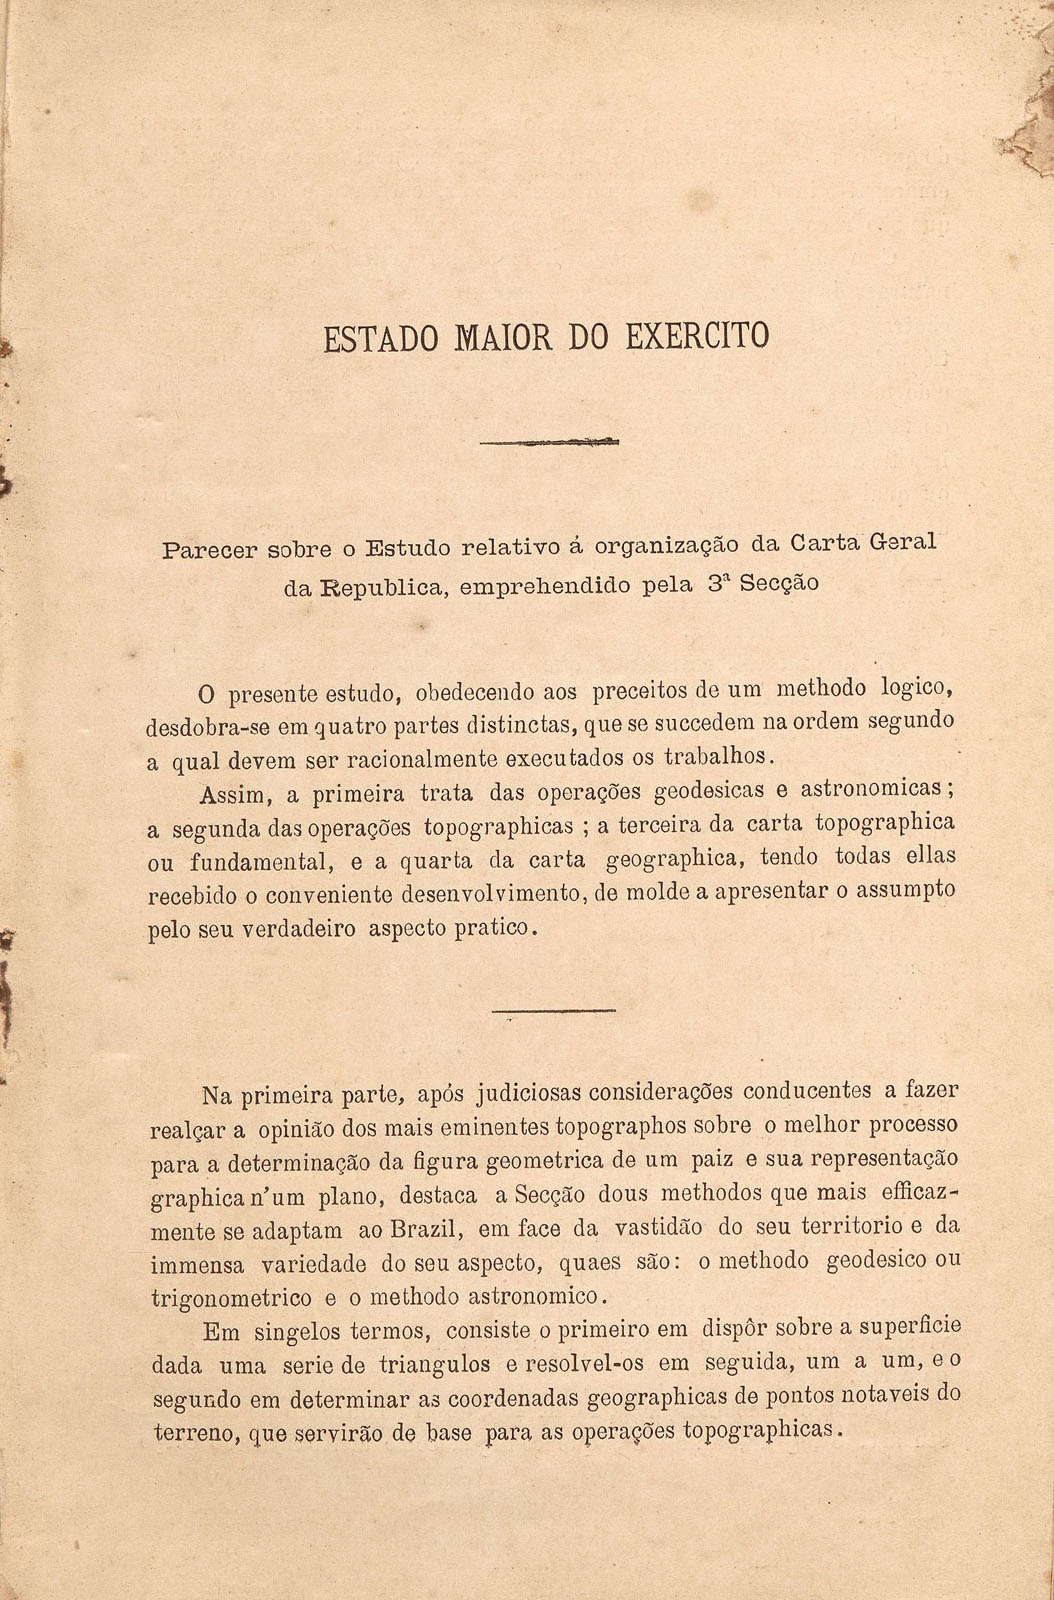 ESTADO MAIOR DO EXERCITO
Parecer sobre o Estudo relativo á organização da Carta Geral
da Republica, emprehendido pela 3ª Secção
O presente estudo, obedecendo aos preceitos de um methodo logico,
desdobra-se em quatro partes distinctas, que se succedem na ordem segundo
a qual devem ser racionalmente executados os trabalhos.
Assim, a primeira trata das operações geodesicas e astronomicas;
a segunda das operações topographicas ; a terceira da carta topographica
ou fundamental, e a quarta da carta geographica, tendo todas ellas
recebido o conveniente desenvolvimento, de molde a apresentar o assumpto
pelo seu verdadeiro aspecto pratico.
Na primeira parte, após judiciosas considerações conducentes a fazer
realçar a opinião dos mais eminentes topographos sobre o melhor processo
para a determinação da figura geometrica de um paiz e sua representação
graphica n'um plano, destaca a Secção dous methodos que mais efficaz-
mente se adaptam ao Brazil, em face da vastidão do seu territorio e da
immensa variedade do seu aspecto, quaes são: o methodo geodesico ou
trigonometrico e o methodo astronomico.
Em singelos termos, consiste o primeiro em dispôr sobre a superficie
dada uma serie de triangulos e resolvel-os em seguida, um a um, e o
segundo em determinar as coordenadas geographicas de pontos notaveis do
terreno, que servirão de base para as operações topographicas.